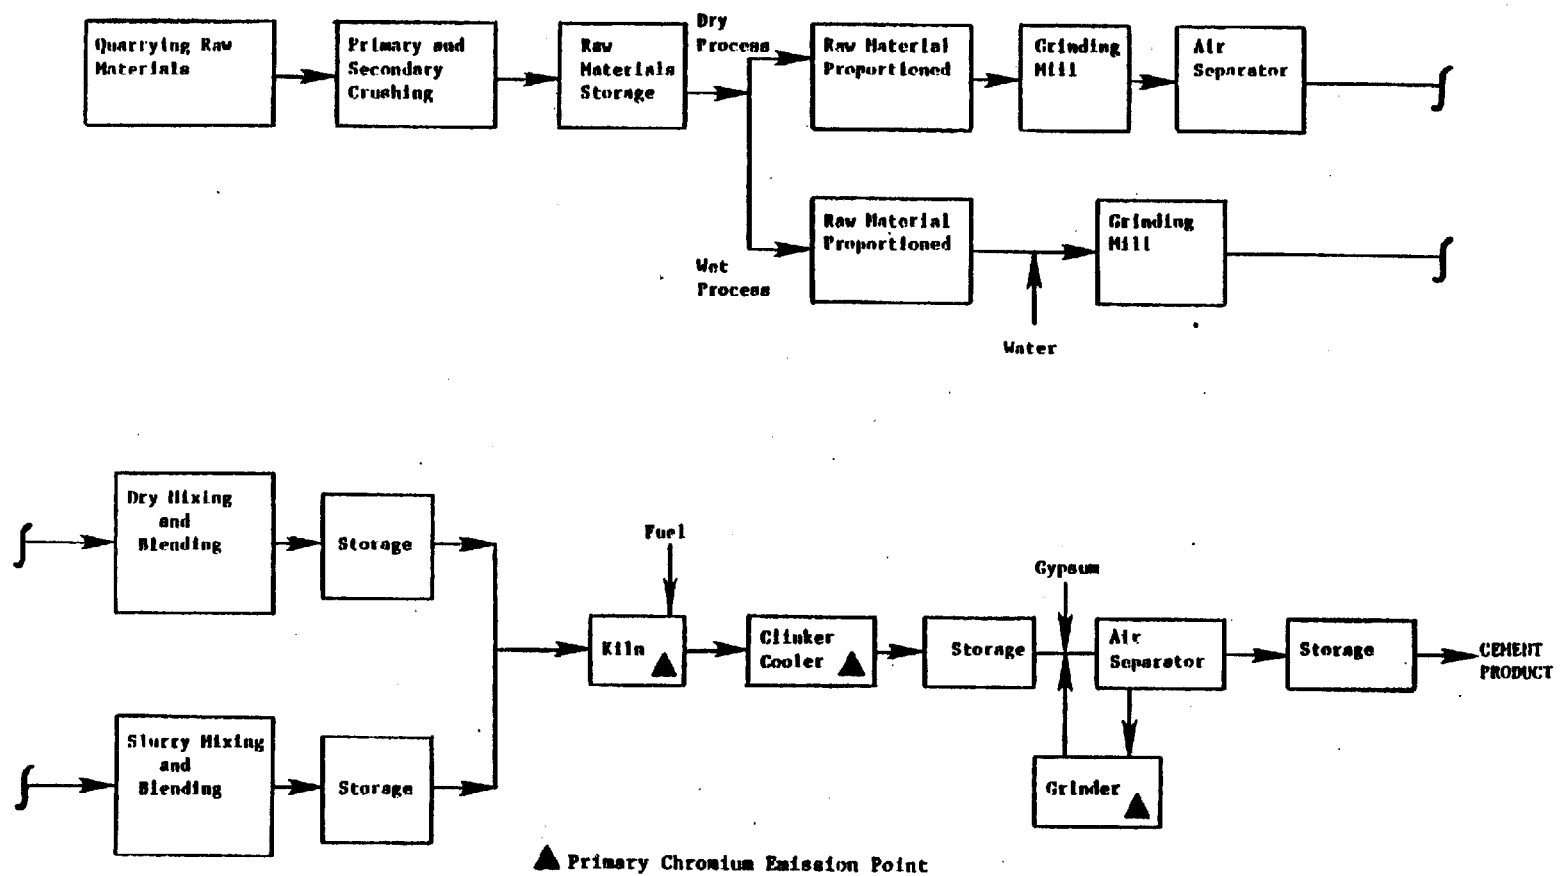 Quarrying Raw
Materials
Primary and
Secondary
Crushing
Raw
Materials
Storage
Dry
Process
Raw Material
Proportioned
Grinding
Mill
Air
Separator
Wet
Process
Raw Material
Proportioned
Water
Grinding
Mill
Dry Mixing
and
Blending
Storage
Slurry Mixing
and
Blending
Storage
Fuel
Kiln
Clinker
Cooler
Storage
Gypsum
Air
Separator
Grinder
Storage
CEMENT
PRODUCT
Primary Chromium Emission Point